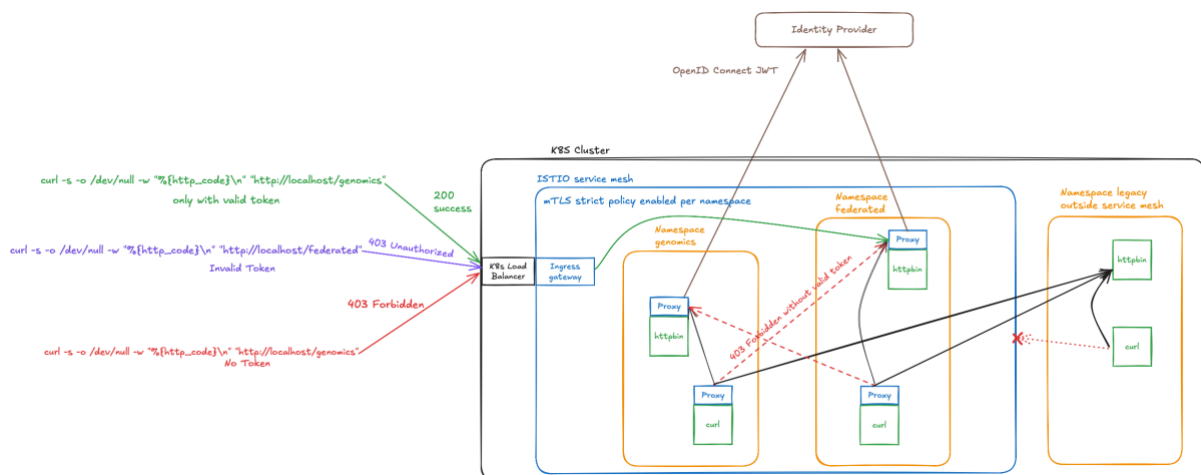 Identity Provider
OpenID Connect JWT
K8S Cluster
ISTIO service mesh
mTLS strict policy enabled per namespace
curl -s -o /dev/null -w "%{http_code}\n" "http://localhost/genomics"
only with valid token
200
success
curl -s -o /dev/null -w "%{http_code}\n" "http://localhost/federated"
Invalid Token
403 Unauthorized
curl -s -o /dev/null -w "%{http_code}\n" "http://localhost/genomics"
No Token
403 Forbidden
K8s Load
Balancer
Ingress
gateway
Namespace
genomics
Proxy
httpbin
Proxy
curl
403 Forbidden without valid token
Namespace
federated
Proxy
httpbin
Proxy
curl
Namespace legacy
outside service mesh
httpbin
curl